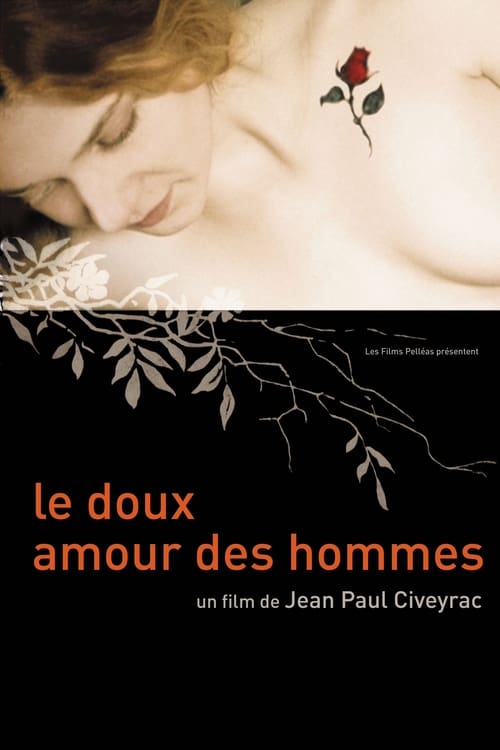 Les Films Pelléas présentent
le doux
amour des hommes
un film de Jean Paul Civeyrac